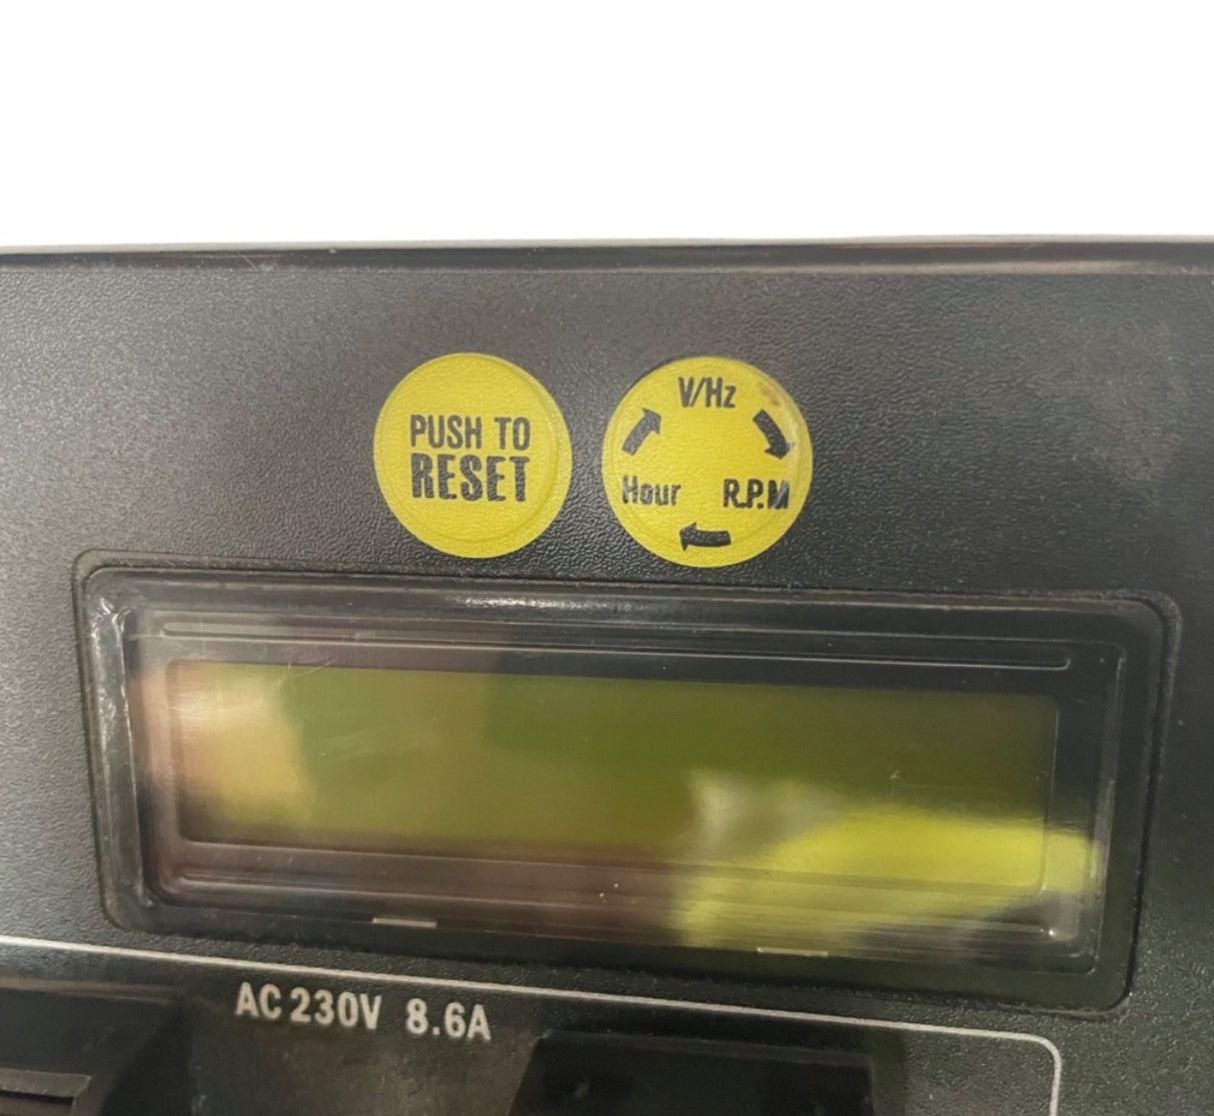 PUSH TO
RESET
V/Hz
Hour R.P.M
AC 230V 8.6A